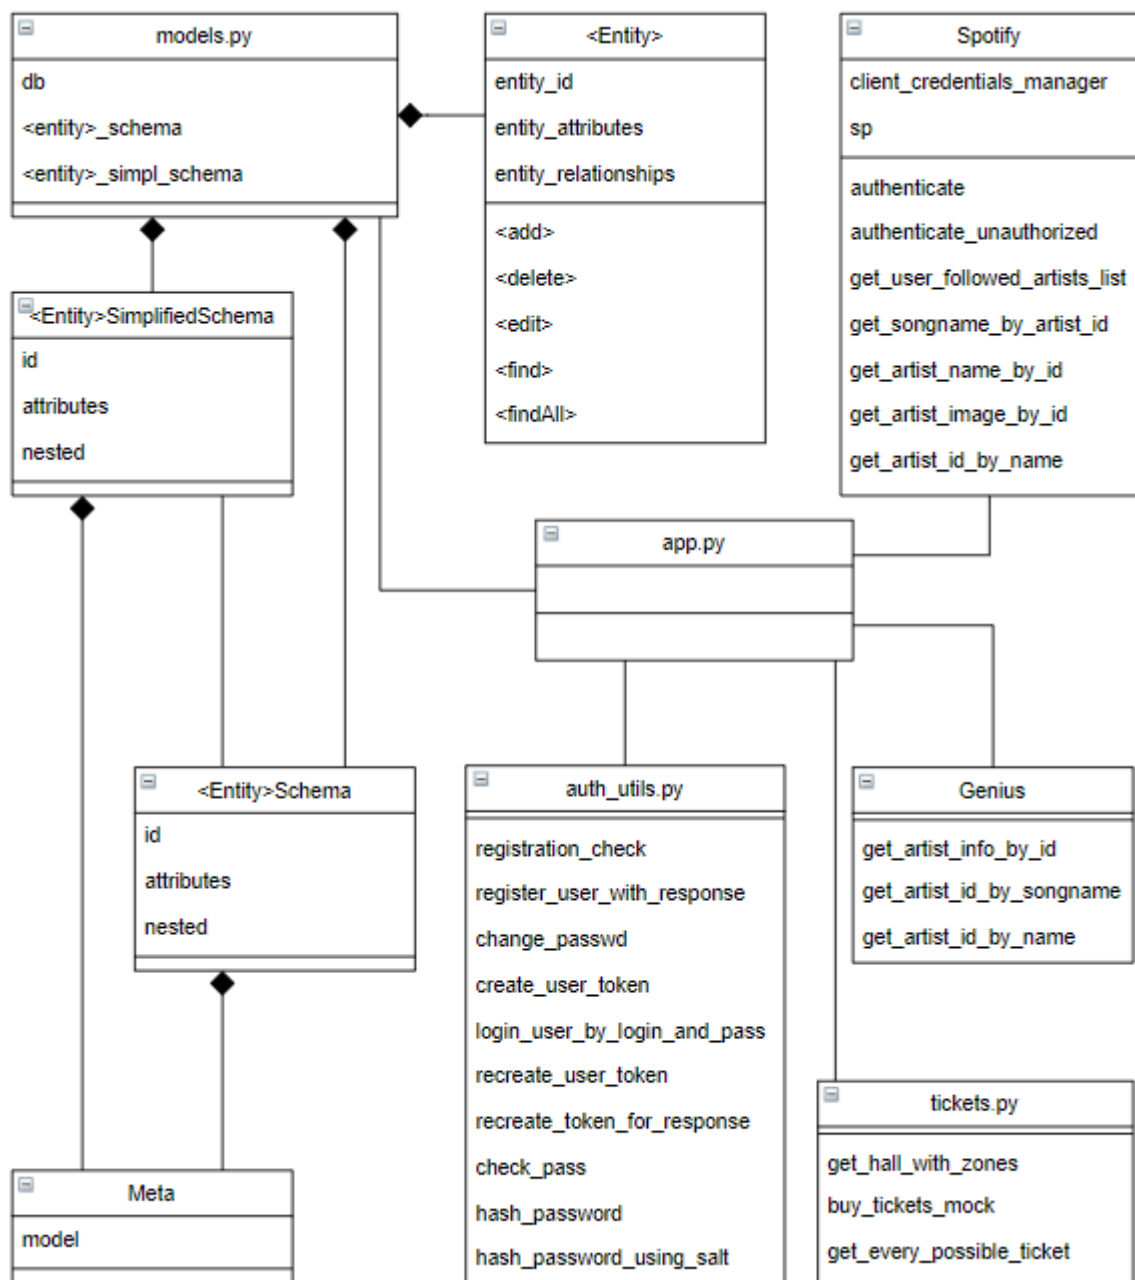 models.py
db
<entity>_schema
<entity>_simpl_schema
<Entity>
entity_id
entity_attributes
entity_relationships
<add>
<delete>
<edit>
<find>
<findAll>
Spotify
client_credentials_manager
sp
authenticate
authenticate_unauthorized
get_user_followed_artists_list
get_songname_by_artist_id
get_artist_name_by_id
get_artist_image_by_id
get_artist_id_by_name
<Entity>SimplifiedSchema
id
attributes
nested
app.py
<Entity>Schema
id
attributes
nested
auth_utils.py
registration_check
register_user_with_response
change_passwd
create_user_token
login_user_by_login_and_pass
recreate_user_token
recreate_token_for_response
check_pass
hash_password
hash_password_using_salt
Genius
get_artist_info_by_id
get_artist_id_by_songname
get_artist_id_by_name
tickets.py
get_hall_with_zones
buy_tickets_mock
get_every_possible_ticket
Meta
model